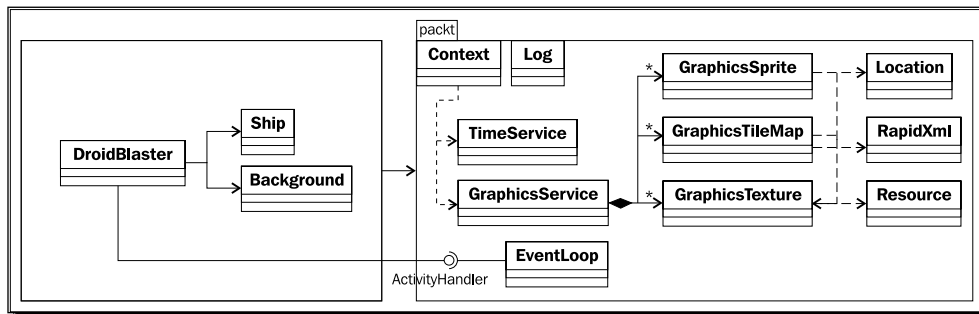 packt
Context
Log
GraphicsSprite
Location
Ship
TimeService
GraphicsTileMap
RapidXml
DroidBlaster
Background
GraphicsService
GraphicsTexture
Resource
EventLoop
ActivityHandler
*
*
*